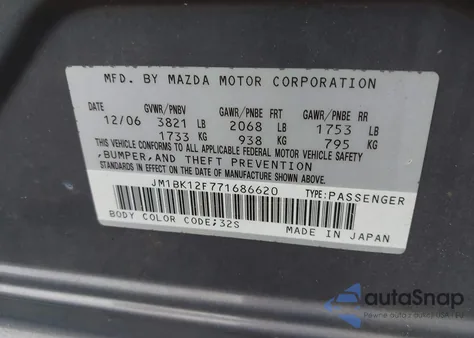 MFD. BY MAZDA MOTOR CORPORATION
DATE GVWR/PNBV GAWR/PNBE FRT GAWR/PNBE RR
12/06 3821 LB 2068 LB 1753 LB
1733 KG 938 KG 795 KG
THIS VEHICLE CONFORMS TO ALL APPLICABLE FEDERAL MOTOR VEHICLE SAFETY,
BUMPER, AND THEFT PREVENTION
STANDARDS IN EFFECT ON THE DATE OF MANUFACTURE SHOWN ABOVE.
JM1BK12F771686620 TYPE:PASSENGER
BODY COLOR CODE;32S MADE IN JAPAN
autoSnap